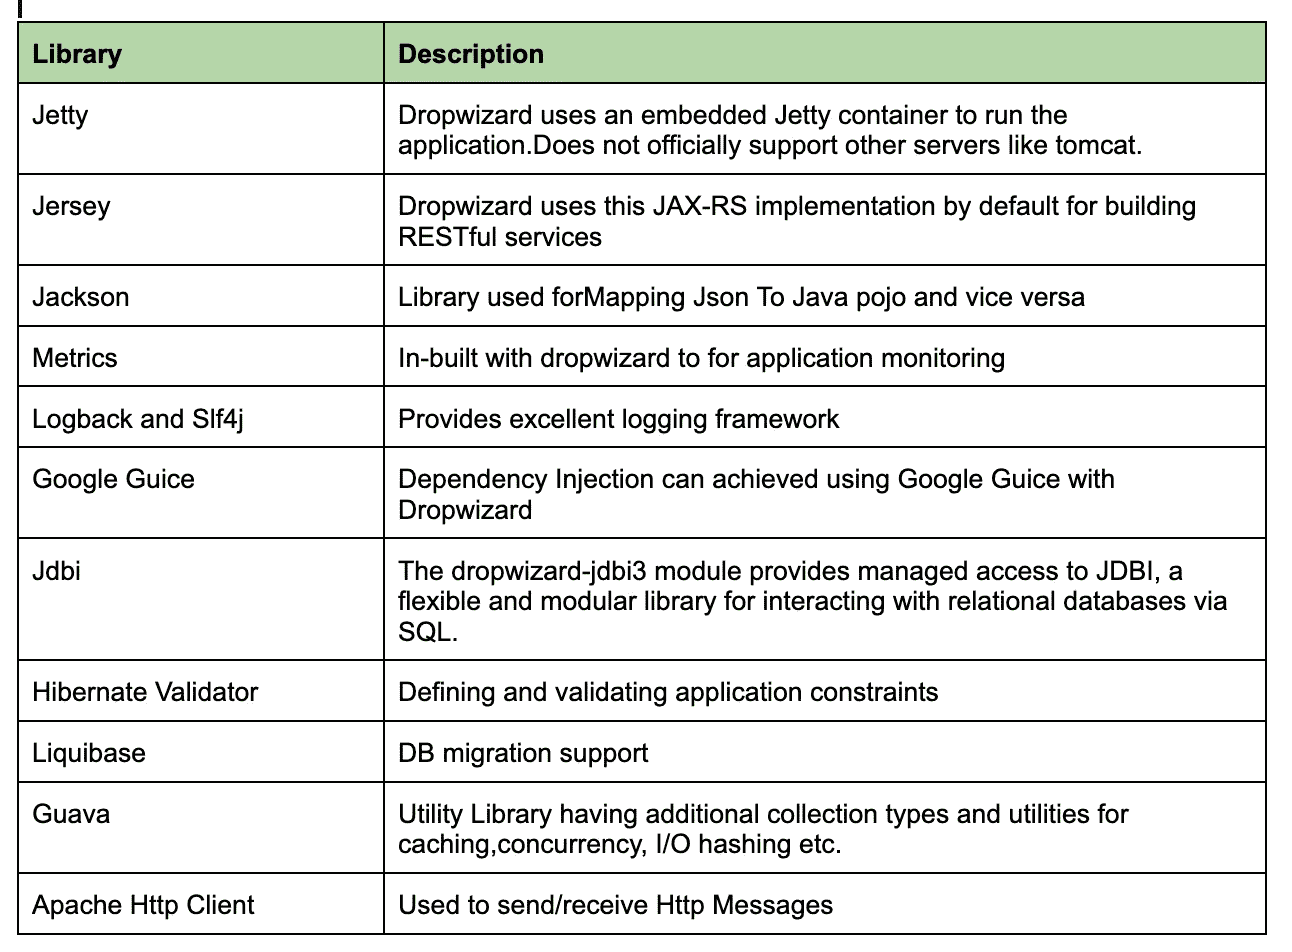 Library
Description
Jetty
Dropwizard uses an embedded Jetty container to run the
application.Does not officially support other servers like tomcat.
Jersey
Dropwizard uses this JAX-RS implementation by default for building
RESTful services
Jackson
Library used forMapping Json To Java pojo and vice versa
Metrics
In-built with dropwizard to for application monitoring
Logback and Slf4j
Provides excellent logging framework
Google Guice
Dependency Injection can achieved using Google Guice with
Dropwizard
Jdbi
The dropwizard-jdbi3 module provides managed access to JDBI, a
flexible and modular library for interacting with relational databases via
SQL.
Hibernate Validator
Defining and validating application constraints
Liquibase
DB migration support
Guava
Utility Library having additional collection types and utilities for
caching,concurrency, I/O hashing etc.
Apache Http Client
Used to send/receive Http Messages